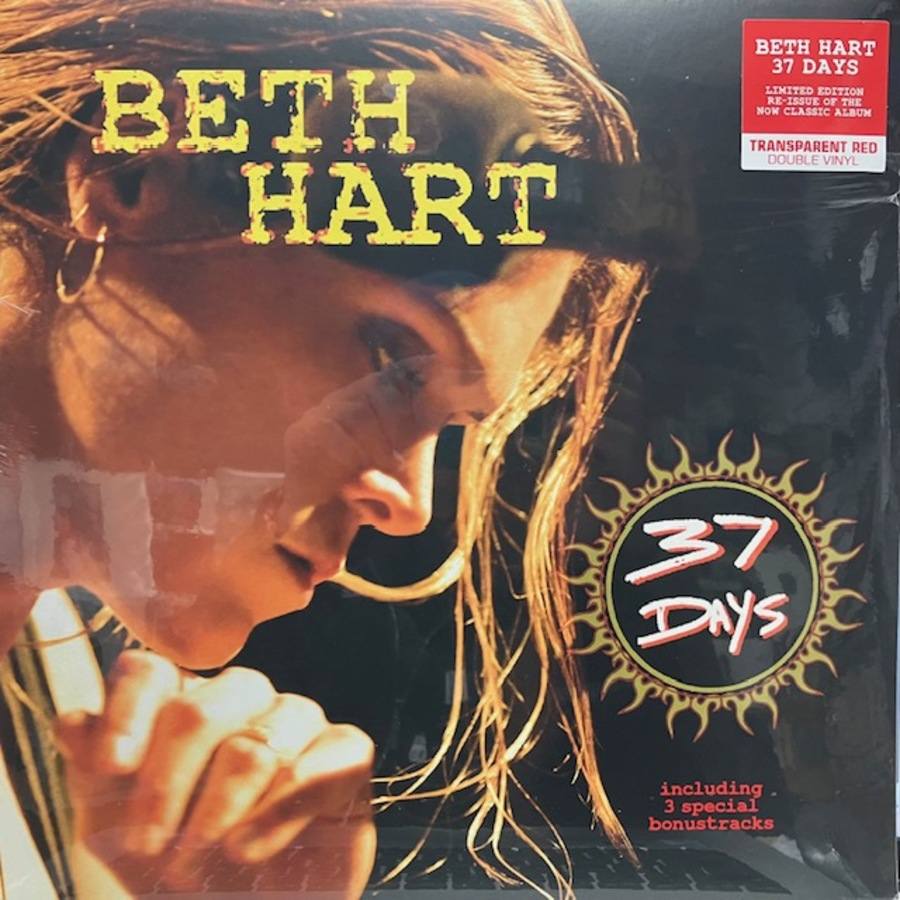 BETH
HART
BETH HART
37 DAYS
LIMITED EDITION
RE-ISSUE OF THE
NOW CLASSIC ALBUM
TRANSPARENT RED
DOUBLE VINYL
37
DAYS
including
3 special
bonustracks